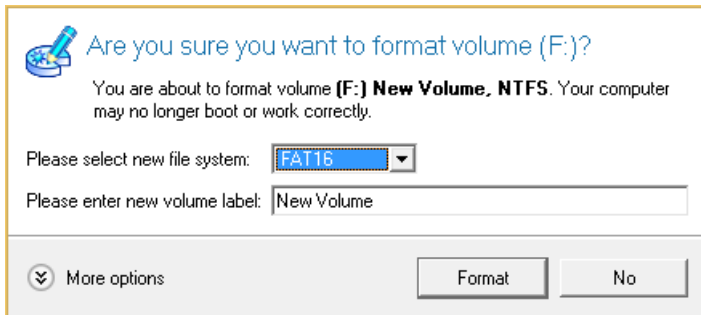 Are you sure you want to format volume (F:)?
You are about to format volume (F:) New Volume, NTFS. Your computer
may no longer boot or work correctly.
Please select new file system: FAT16
Please enter new volume label: New Volume
More options Format No